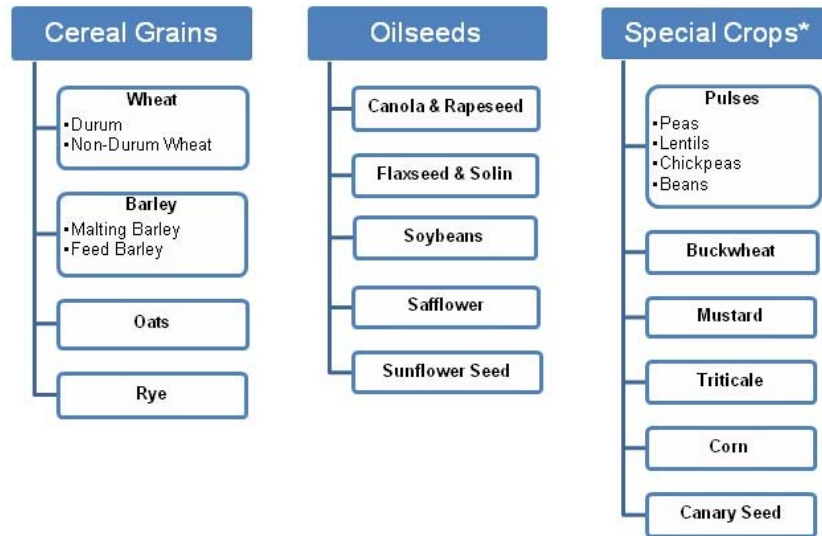 Cereal Grains
Wheat
▪Durum
▪Non-Durum Wheat
Barley
▪Malting Barley
▪Feed Barley
Oats
Rye
Oilseeds
Canola & Rapeseed
Flaxseed & Solin
Soybeans
Safflower
Sunflower Seed
Special Crops*
Pulses
▪Peas
▪Lentils
▪Chickpeas
▪Beans
Buckwheat
Mustard
Triticale
Corn
Canary Seed